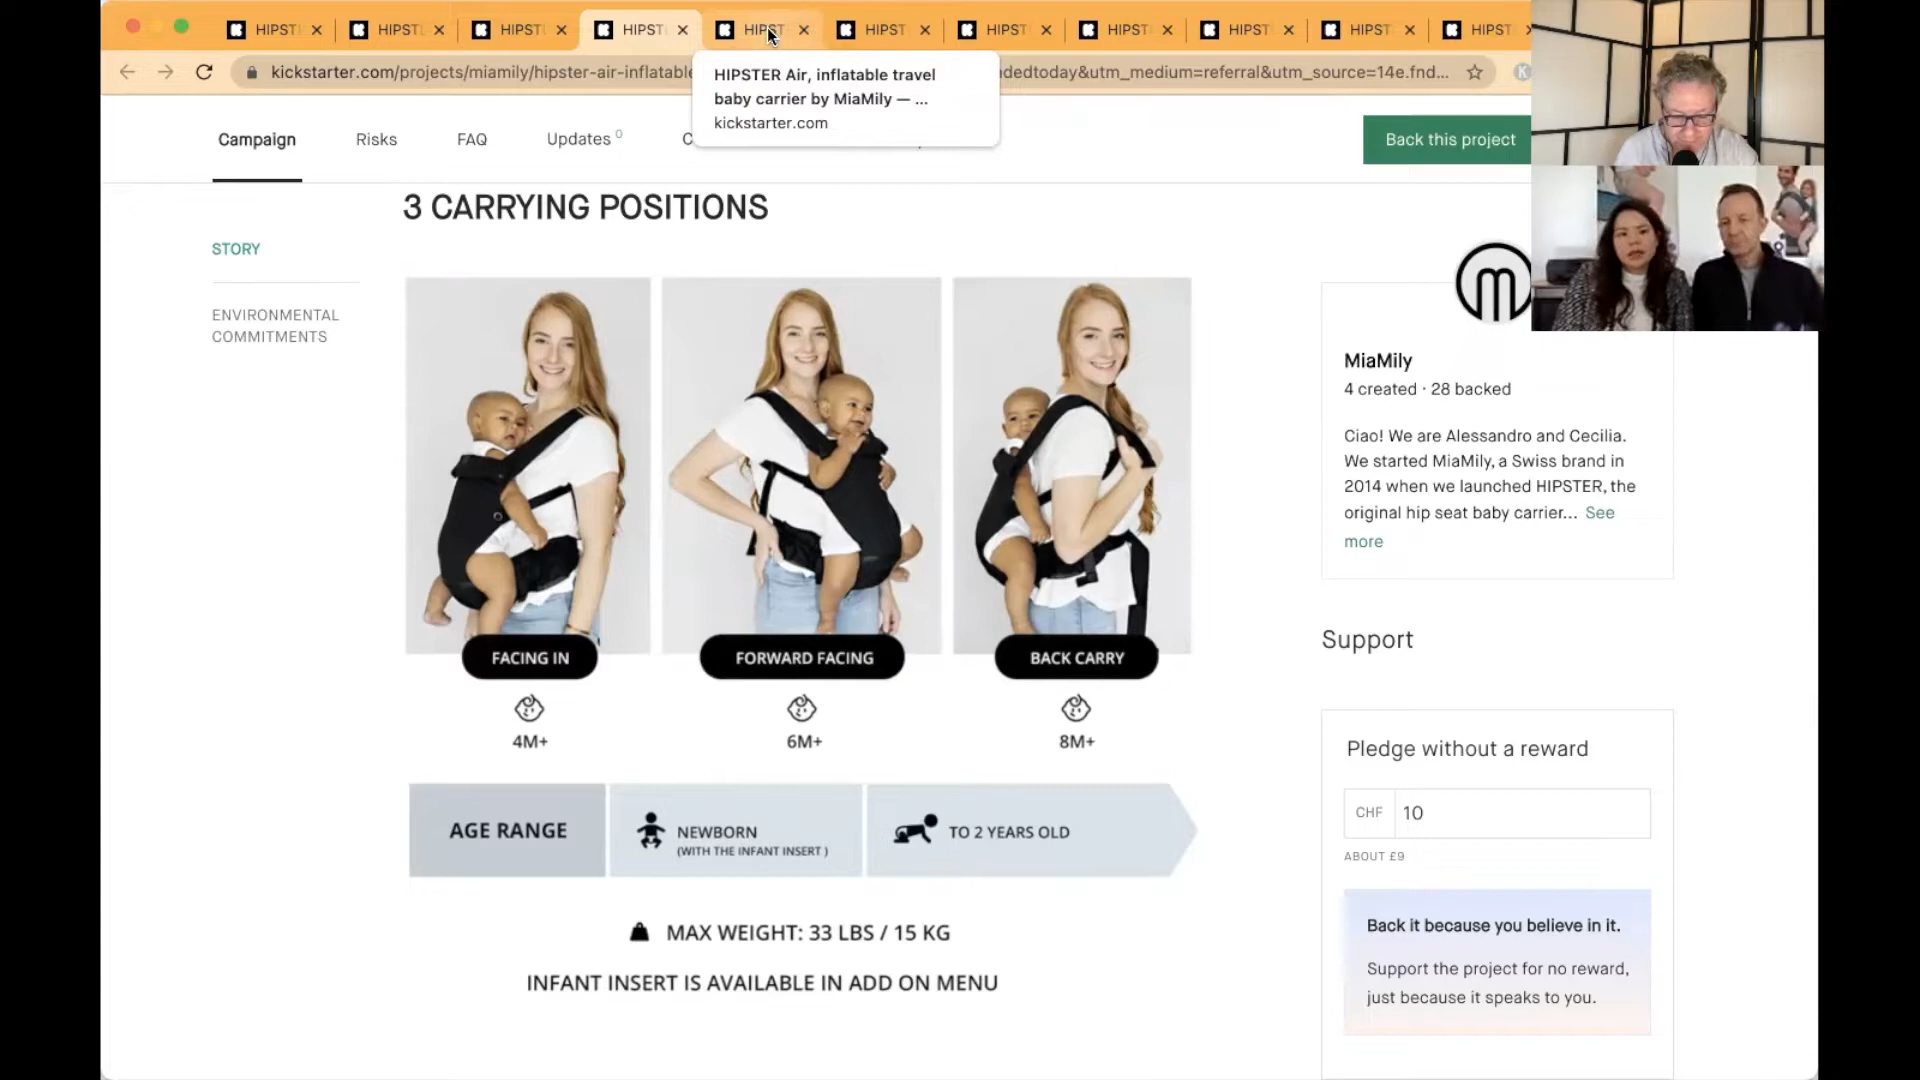 HIPST
HIPST
HIPST
HIPST
HIPST
HIPST
HIPST
HIPST
HIPST
HIPST
HIPST
kickstarter.com/projects/miamily/hipster-air-inflatable
ndedtoday&utm_medium=referral&utm_source=14e.fnd...
HIPSTER Air, inflatable travel
baby carrier by MiaMily — ...
kickstarter.com
Campaign
Risks
FAQ
Updates 0
C
Back this project
3 CARRYING POSITIONS
STORY
ENVIRONMENTAL
COMMITMENTS
FACING IN
FORWARD FACING
BACK CARRY
4M+
6M+
8M+
AGE RANGE
NEWBORN
(WITH THE INFANT INSERT )
TO 2 YEARS OLD
MAX WEIGHT: 33 LBS / 15 KG
INFANT INSERT IS AVAILABLE IN ADD ON MENU
m
MiaMily
4 created · 28 backed
Ciao! We are Alessandro and Cecilia.
We started MiaMily, a Swiss brand in
2014 when we launched HIPSTER, the
original hip seat baby carrier... See
more
Support
Pledge without a reward
CHF 10
ABOUT £9
Back it because you believe in it.
Support the project for no reward,
just because it speaks to you.